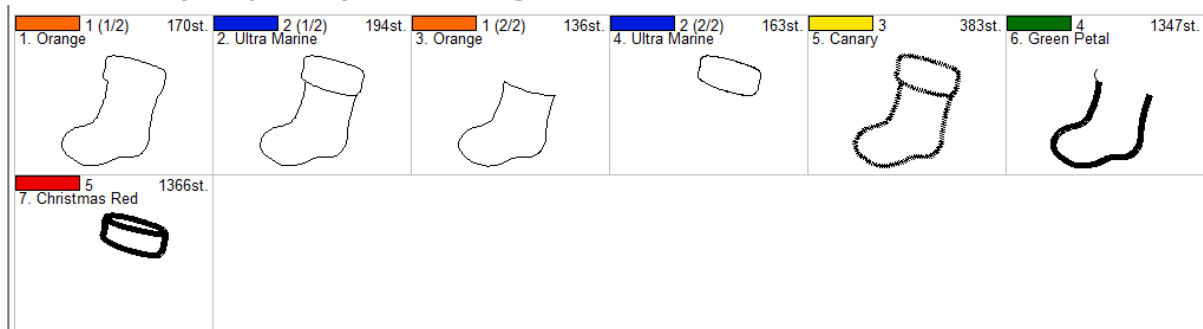 1 (1/2) 170st.
1. Orange
2 (1/2) 194st.
2. Ultra Marine
1 (2/2) 136st.
3. Orange
2 (2/2) 163st.
4. Ultra Marine
3 383st.
5. Canary
4 1347st.
6. Green Petal
5 1366st.
7. Christmas Red